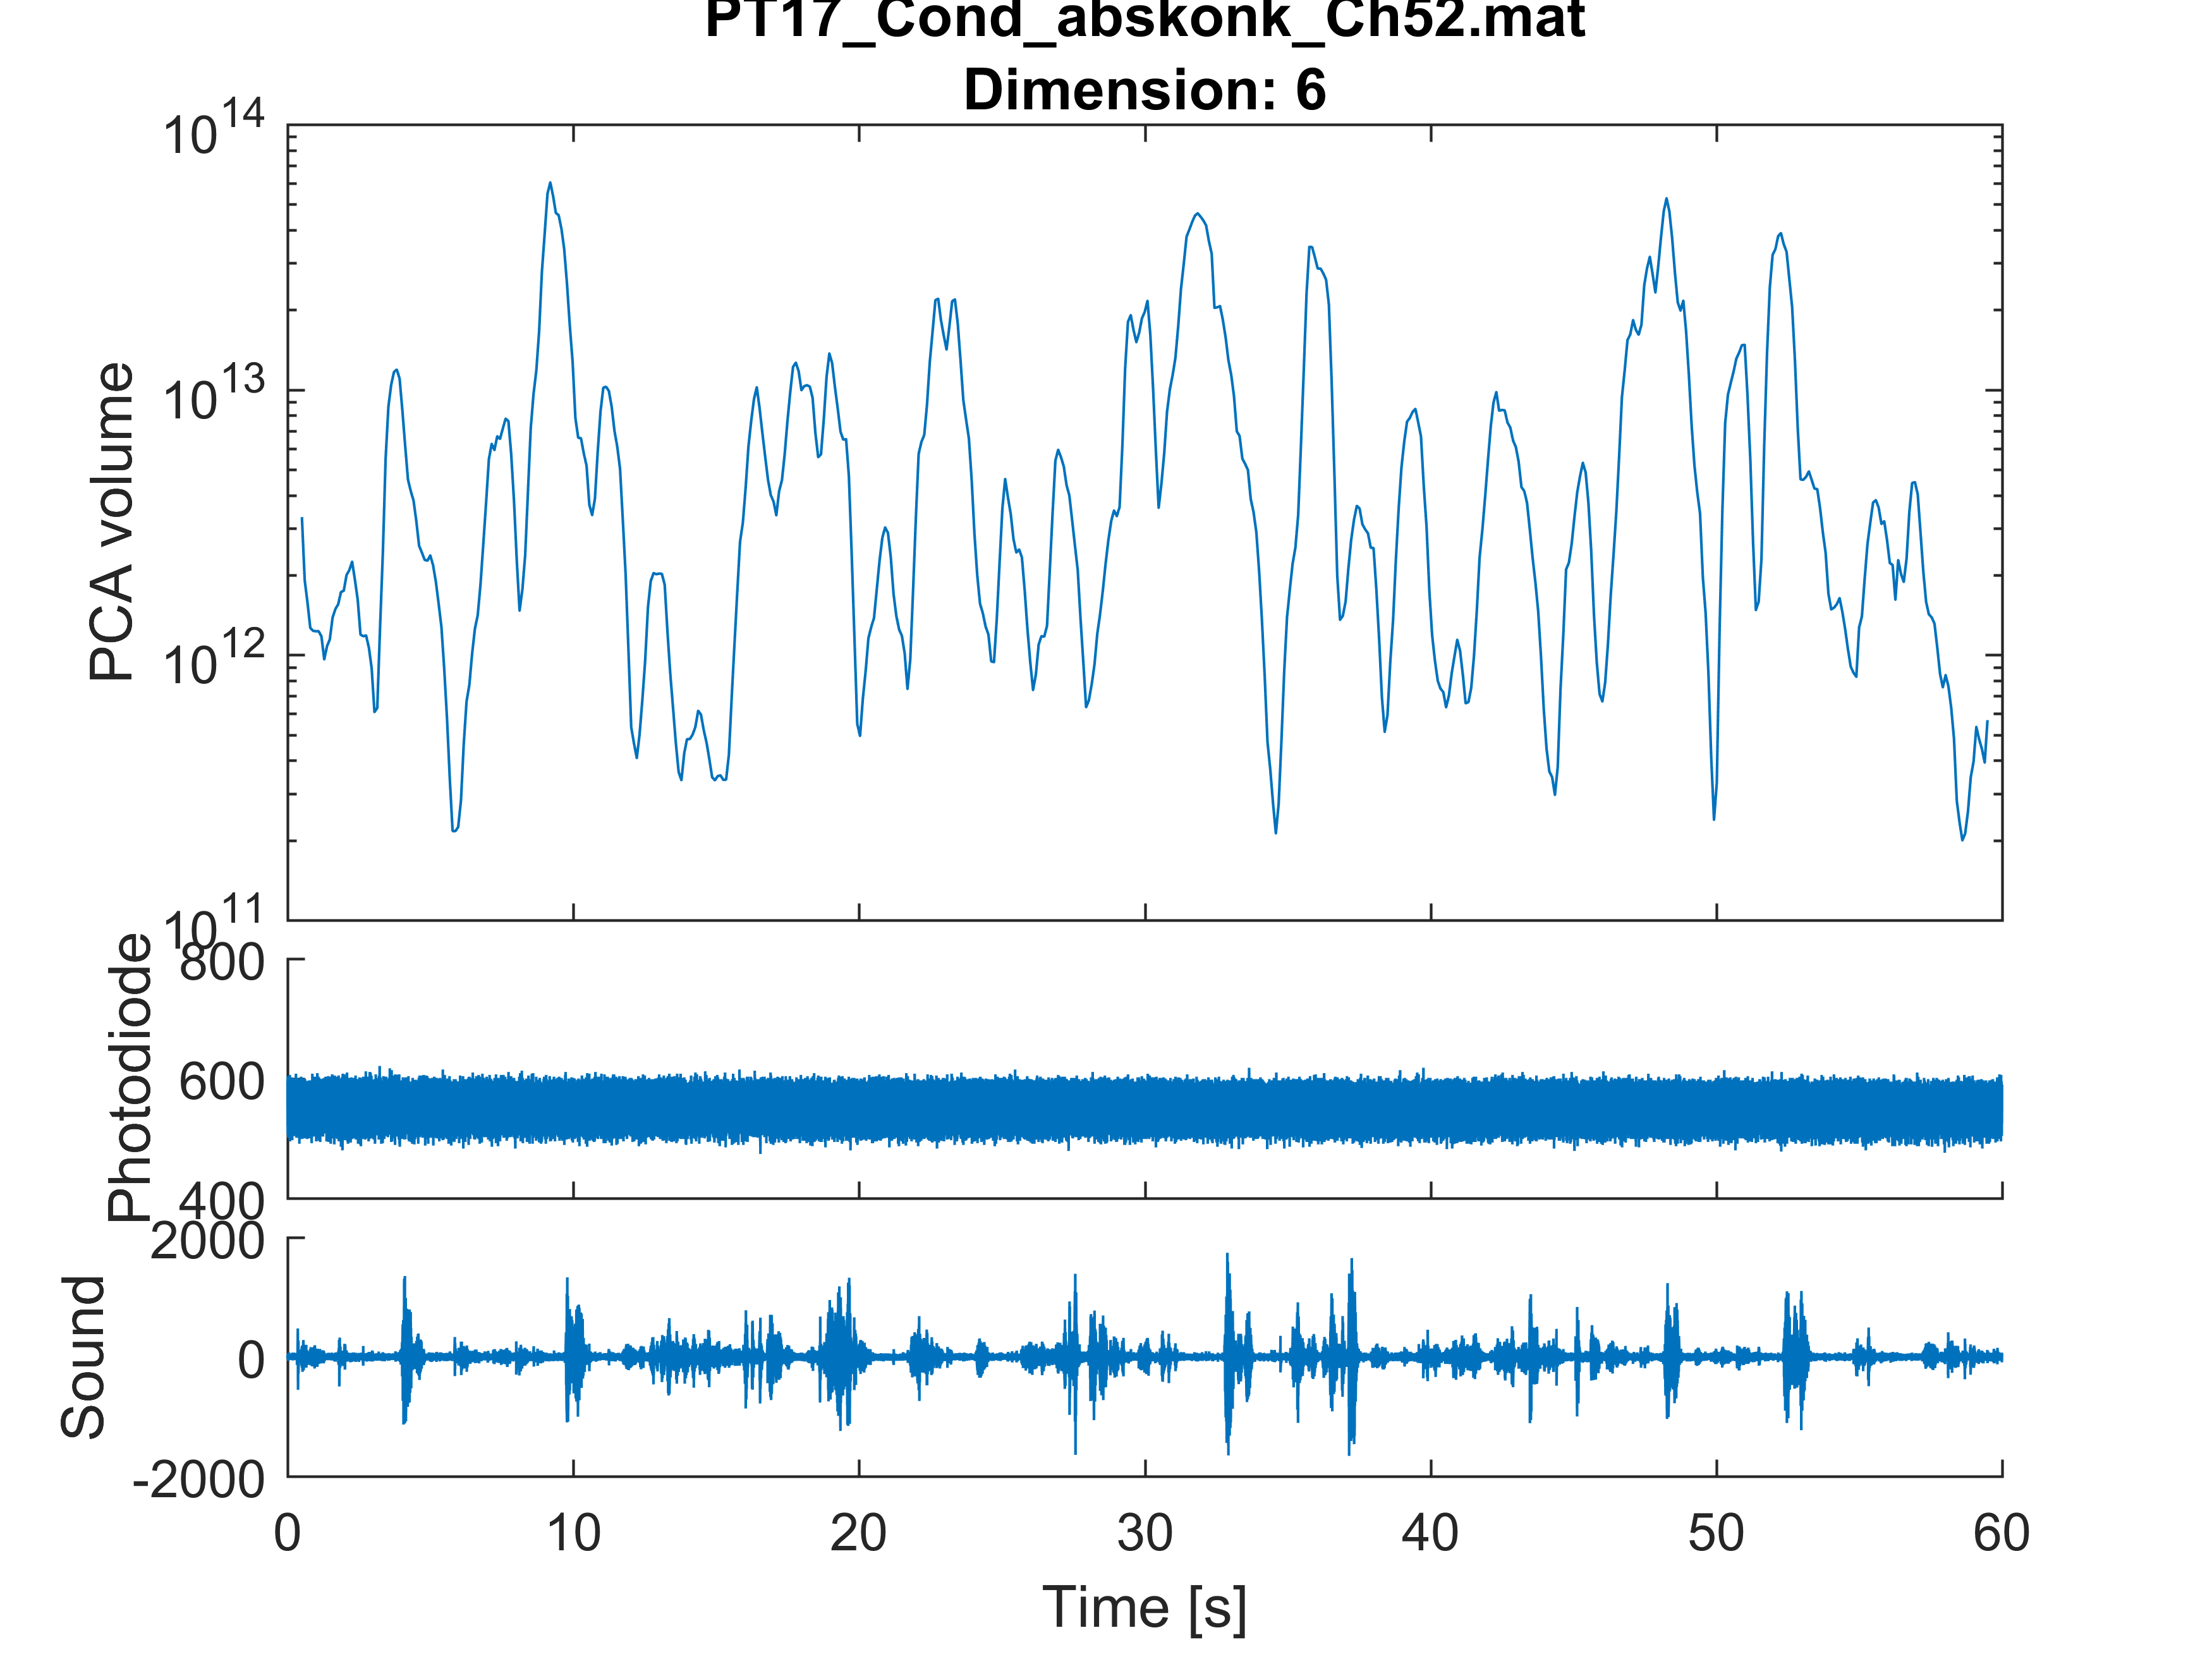 PT17_Cond_abskonk_Ch52.mat
Dimension: 6
10^14
10^13
10^12
10^11
PCA volume
800
600
400
Photodiode
2000
0
-2000
Sound
0 10 20 30 40 50 60
Time [s]